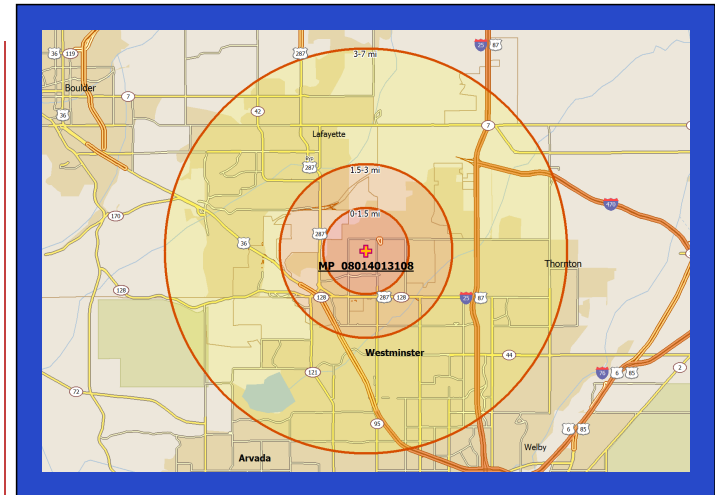 287
3-7 mi
25 87
36 119
Boulder
7
42
36
Lafayette
7
287
1.5-3 mi
470
170
0-1.5 mi
287
36
MP_08014013108
Thornton
128
128
287 128
25 87
Westminster
44
121
76 6 85
2
72
95
6 85
Welby
Arvada